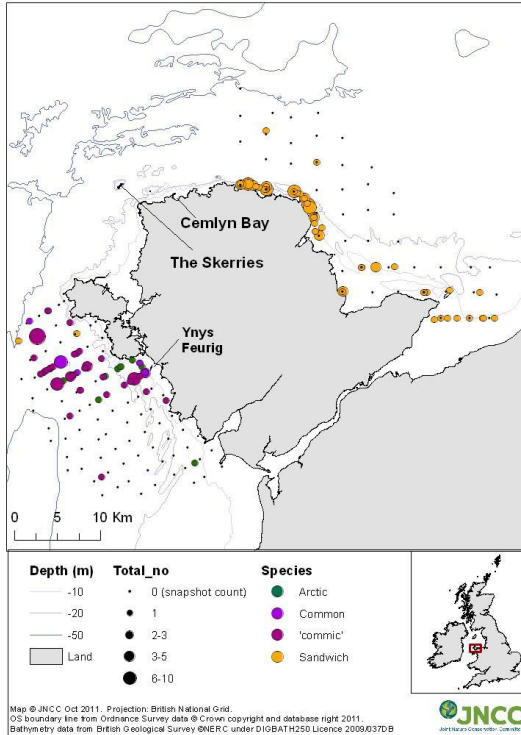 Cemlyn Bay
The Skerries
Ynys
Feurig
0 5 10 Km
Depth (m)
-10
-20
-50
Land
Total_no
0 (snapshot count)
1
2-3
3-5
6-10
Species
Arctic
Common
'commic'
Sandwich
Map © JNCC Oct 2011. Projection: British National Grid.
OS boundary line from Ordnance Survey data © Crown copyright and database right 2011.
Bathymetry data from British Geological Survey ©NERC under DIGBATH250 Licence 2009/037DB
JNCC
Joint Nature Conservation Committee